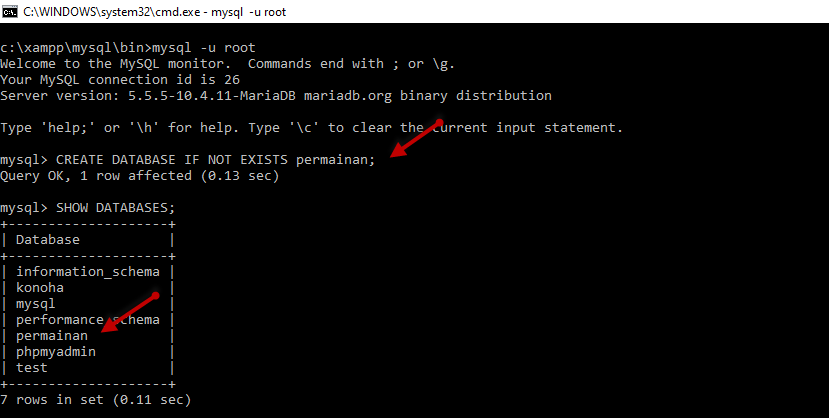 C:\WINDOWS\system32\cmd.exe - mysql  -u root
c:\xampp\mysql\bin>mysql -u root
Welcome to the MySQL monitor.  Commands end with ; or \g.
Your MySQL connection id is 26
Server version: 5.5.5-10.4.11-MariaDB mariadb.org binary distribution
Type 'help;' or '\h' for help. Type '\c' to clear the current input statement.
mysql> CREATE DATABASE IF NOT EXISTS permainan;
Query OK, 1 row affected (0.13 sec)
mysql> SHOW DATABASES;
+--------------------+
| Database           |
+--------------------+
| information_schema |
| konoha             |
| mysql              |
| performance_schema |
| permainan          |
| phpmyadmin         |
| test               |
+--------------------+
7 rows in set (0.11 sec)